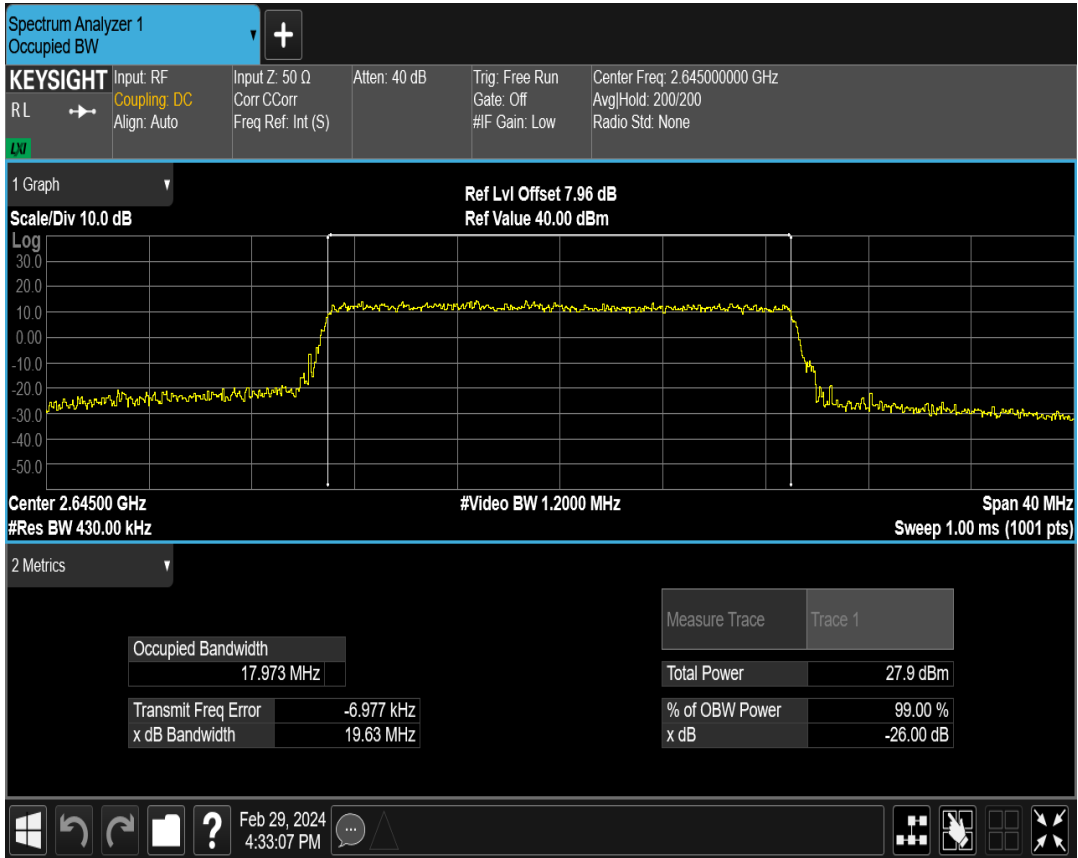 Spectrum Analyzer 1
Occupied BW
KEYSIGHT
R L
LXI
Input: RF
Coupling: DC
Align: Auto
Input Z: 50 Ω
Corr CCorr
Freq Ref: Int (S)
Atten: 40 dB
Trig: Free Run
Gate: Off
#IF Gain: Low
Center Freq: 2.645000000 GHz
Avg|Hold: 200/200
Radio Std: None
1 Graph
Scale/Div 10.0 dB
Ref Lvl Offset 7.96 dB
Ref Value 40.00 dBm
Log
30.0
20.0
10.0
0.00
-10.0
-20.0
-30.0
-40.0
-50.0
Center 2.64500 GHz
#Video BW 1.2000 MHz
Span 40 MHz
#Res BW 430.00 kHz
Sweep 1.00 ms (1001 pts)
2 Metrics
Measure Trace Trace 1
Occupied Bandwidth
17.973 MHz
Total Power 27.9 dBm
Transmit Freq Error -6.977 kHz
% of OBW Power 99.00 %
x dB Bandwidth 19.63 MHz
x dB -26.00 dB
Feb 29, 2024
4:33:07 PM